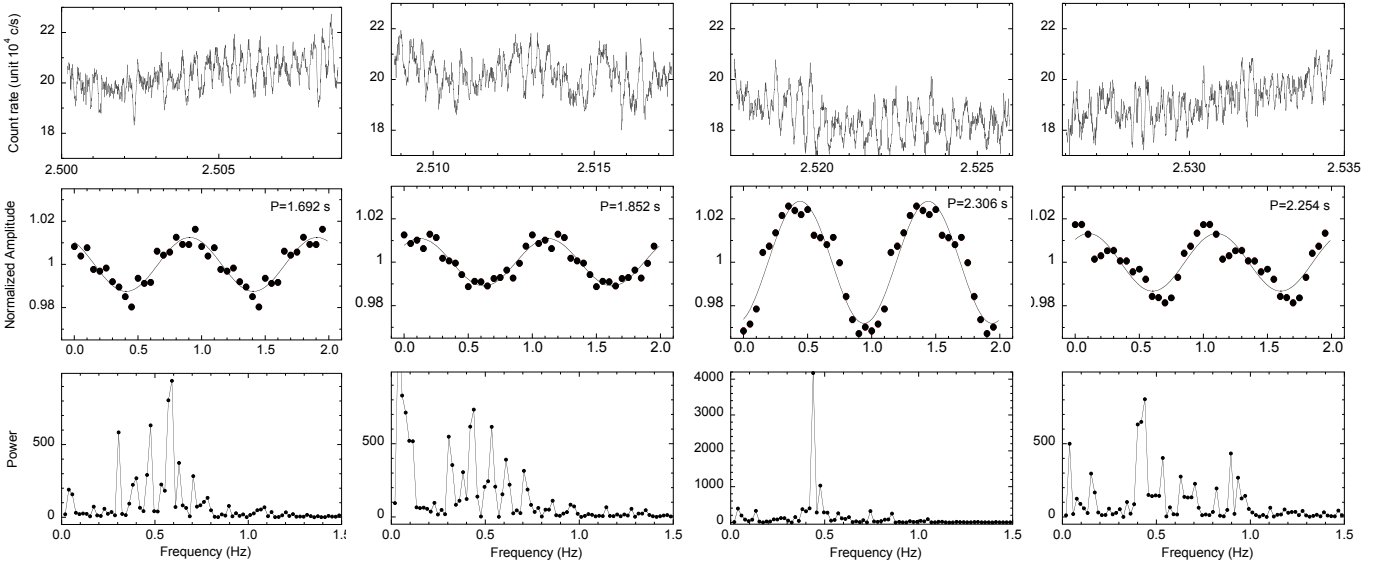 Count rate (unit 10^4 c/s)
22
20
18
2.500 2.505
22
20
18
2.510 2.515
22
20
18
2.520 2.525
22
20
18
2.530 2.535
Normalized Amplitude
P=1.692 s
1.02
1
0.98
0.0 0.5 1.0 1.5 2.0
P=1.852 s
1.02
1
0.98
0.0 0.5 1.0 1.5 2.0
P=2.306 s
1.02
1
0.98
0.0 0.5 1.0 1.5 2.0
P=2.254 s
1.02
1
0.98
0.0 0.5 1.0 1.5 2.0
Power
500
0
0.0 0.5 1.0 1.5
Frequency (Hz)
500
0
0.0 0.5 1.0 1.5
Frequency (Hz)
4000
3000
2000
1000
0
0.0 0.5 1.0 1.5
Frequency (Hz)
500
0
0.0 0.5 1.0 1.5
Frequency (Hz)